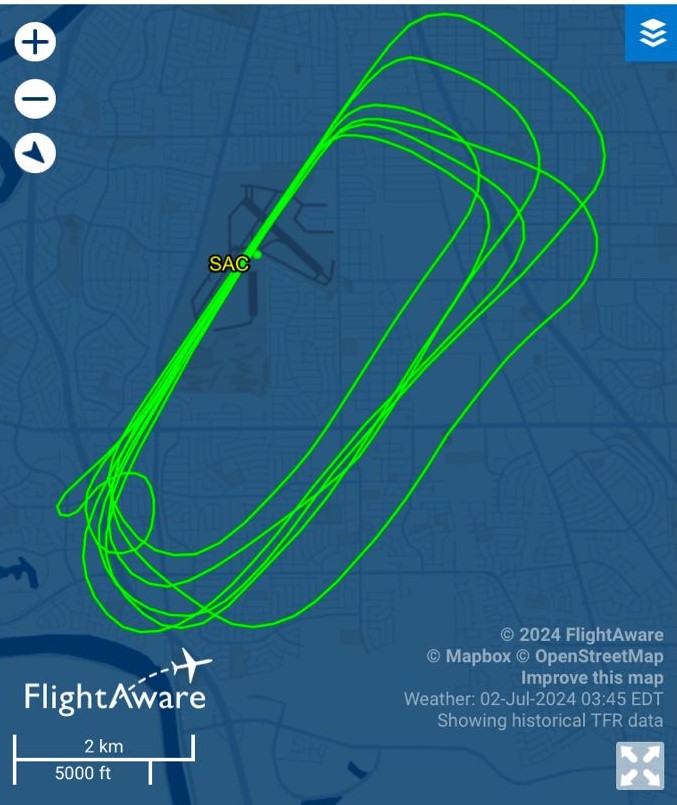 SAC
© 2024 FlightAware
© Mapbox © OpenStreetMap
Improve this map
Weather: 02-Jul-2024 03:45 EDT
Showing historical TFR data
FlightAware
2 km
5000 ft